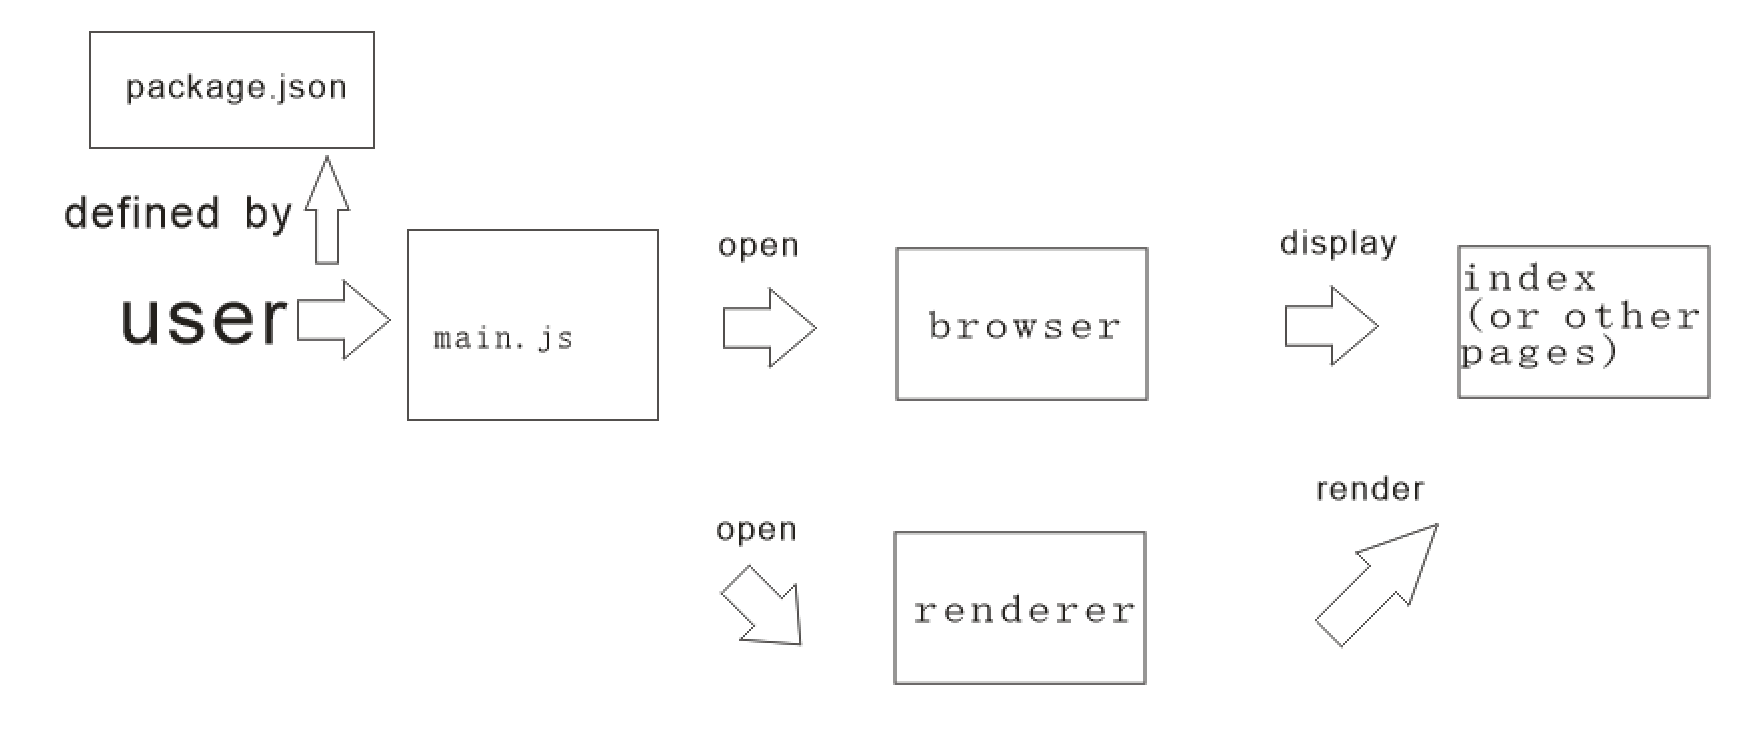 package.json
defined by
user
main.js
open
browser
display
index
(or other
pages)
open
renderer
render